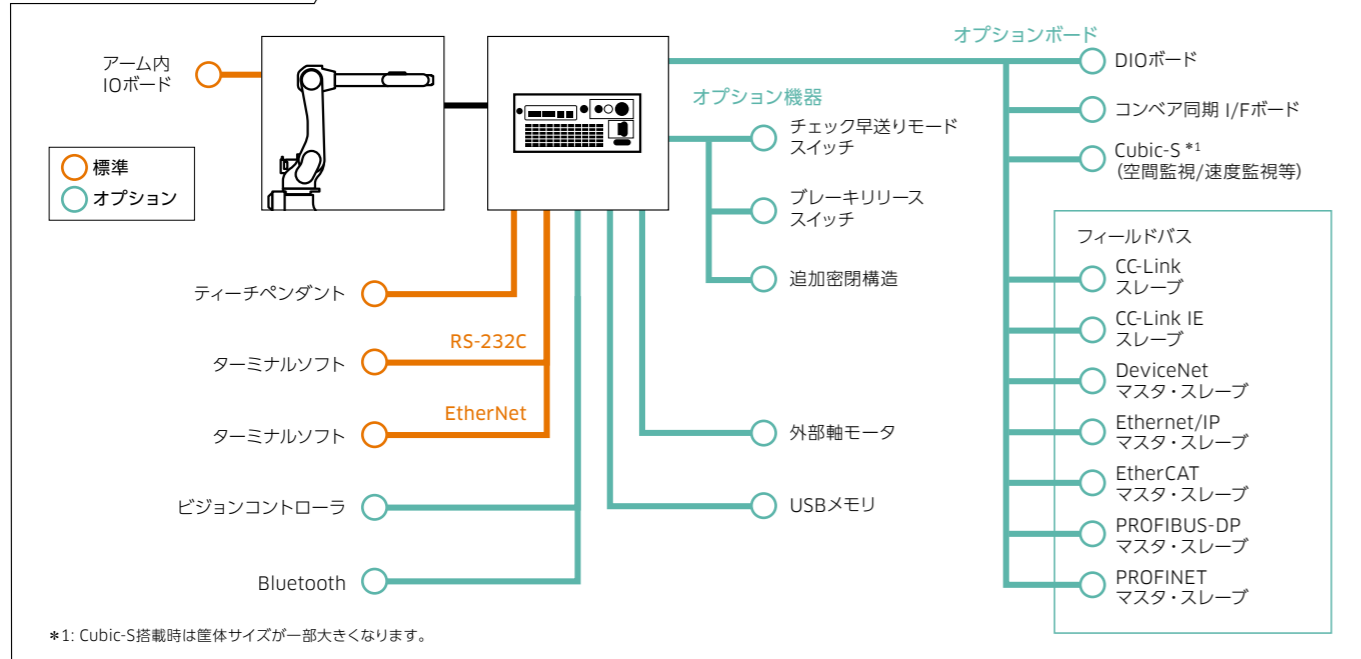 アーム内
IOボード
標準
オプション
ティーチペンダント
RS-232C
ターミナルソフト
EtherNet
ターミナルソフト
ビジョンコントローラ
Bluetooth
オプション機器
チェック早送りモード
スイッチ
ブレーキリリース
スイッチ
追加密閉構造
外部軸モータ
USBメモリ
オプションボード
DIOボード
コンベア同期 I/Fボード
Cubic-S *1
(空間監視/速度監視等)
フィールドバス
CC-Link
スレーブ
CC-Link IE
スレーブ
DeviceNet
マスタ・スレーブ
Ethernet/IP
マスタ・スレーブ
EtherCAT
マスタ・スレーブ
PROFIBUS-DP
マスタ・スレーブ
PROFINET
マスタ・スレーブ
*1: Cubic-S搭載時は筐体サイズが一部大きくなります。